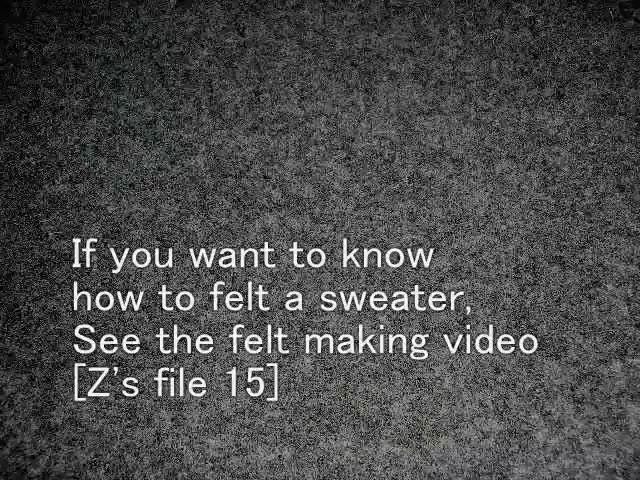 If you want to know
how to felt a sweater,
See the felt making video
[Z's file 15]